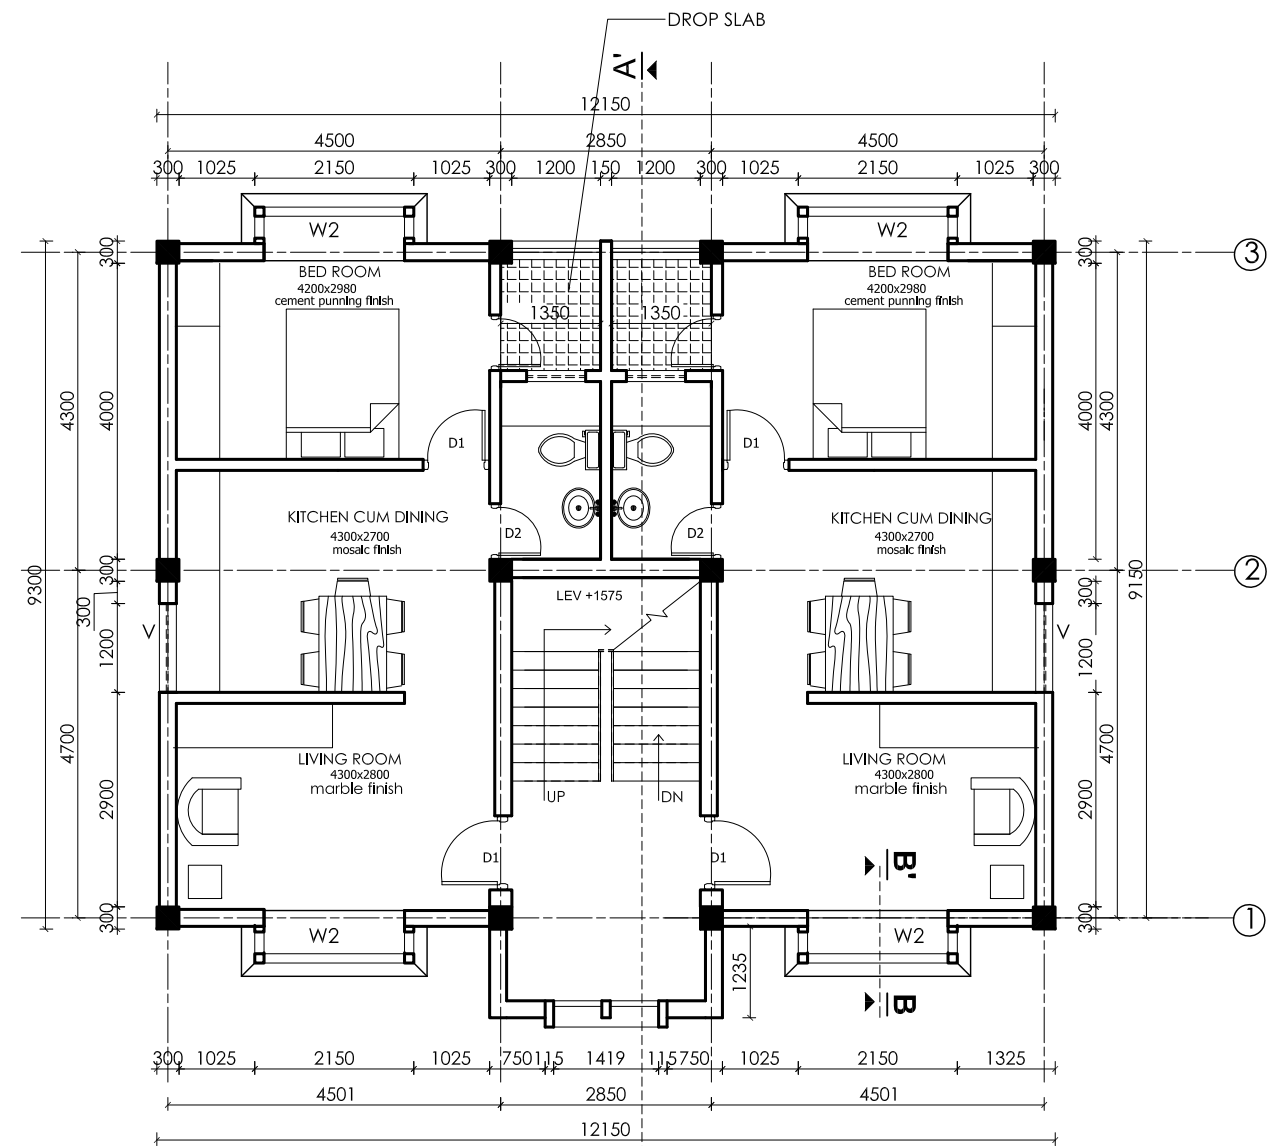 DROP SLAB
A'
12150
4500 2850 4500
300 1025 2150 1025 300 1200 150 1200 300 1025 2150 1025 300
W2 W2
3
300 300
BED ROOM
4200x2980
cement punning finish
BED ROOM
4200x2980
cement punning finish
1350 1350
4300 4000 4000 4300
D1 D1
KITCHEN CUM DINING
4300x2700
mosaic finish
KITCHEN CUM DINING
4300x2700
mosaic finish
D2 D2
2
9300 300 300 9150
LEV +1575
300
V V
1200 1200
4700 4700
LIVING ROOM
4300x2800
marble finish
LIVING ROOM
4300x2800
marble finish
2900 2900
UP DN
D1 D1
B'
300 300
1
W2 W2
1235
B
300 1025 2150 1025 750 115 1419 115 750 1025 2150 1325
4501 2850 4501
12150